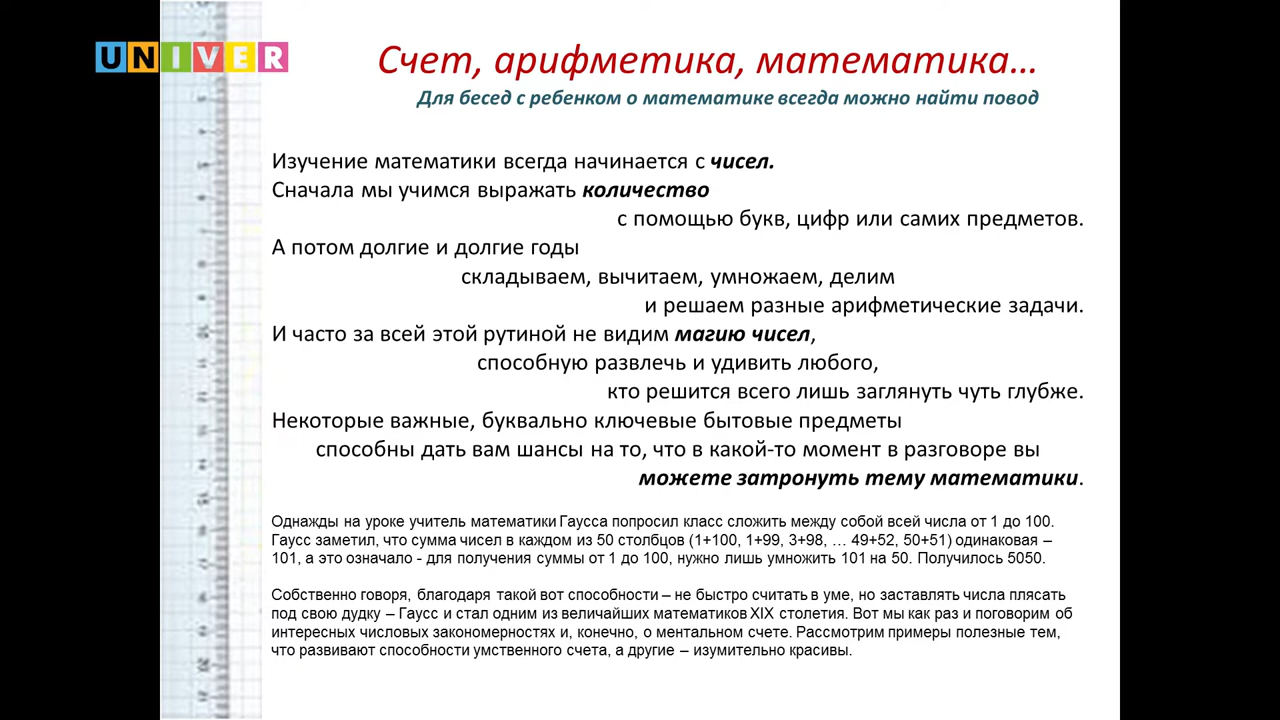 UNIVER
Счет, арифметика, математика...
Для бесед с ребенком о математике всегда можно найти повод
Изучение математики всегда начинается с чисел.
Сначала мы учимся выражать количество
с помощью букв, цифр или самих предметов.
А потом долгие и долгие годы
складываем, вычитаем, умножаем, делим
и решаем разные арифметические задачи.
И часто за всей этой рутиной не видим магию чисел,
способную развлечь и удивить любого,
кто решится всего лишь заглянуть чуть глубже.
Некоторые важные, буквально ключевые бытовые предметы
способны дать вам шансы на то, что в какой-то момент в разговоре вы
можете затронуть тему математики.
Однажды на уроке учитель математики Гаусса попросил класс сложить между собой всей числа от 1 до 100.
Гаусс заметил, что сумма чисел в каждом из 50 столбцов (1+100, 1+99, 3+98, … 49+52, 50+51) одинаковая –
101, а это означало - для получения суммы от 1 до 100, нужно лишь умножить 101 на 50. Получилось 5050.
Собственно говоря, благодаря такой вот способности – не быстро считать в уме, но заставлять числа плясать
под свою дудку – Гаусс и стал одним из величайших математиков XIX столетия. Вот мы как раз и поговорим об
интересных числовых закономерностях и, конечно, о ментальном счете. Рассмотрим примеры полезные тем,
что развивают способности умственного счета, а другие – изумительно красивы.